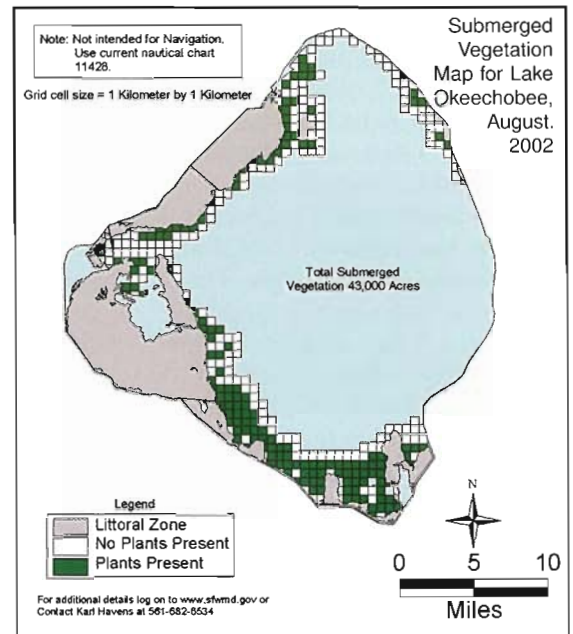 Note: Not intended for Navigation.
Use current nautical chart
11428.
Grid cell size = 1 Kilometer by 1 Kilometer
Submerged
Vegetation
Map for Lake
Okeechobee,
August.
2002
Total Submerged
Vegetation 43,000 Acres
Legend
Littoral Zone
No Plants Present
Plants Present
For additional details log on to www.sfwmd.gov or
Contact Karl Havens at 561-682-6534
N
0 5 10
Miles